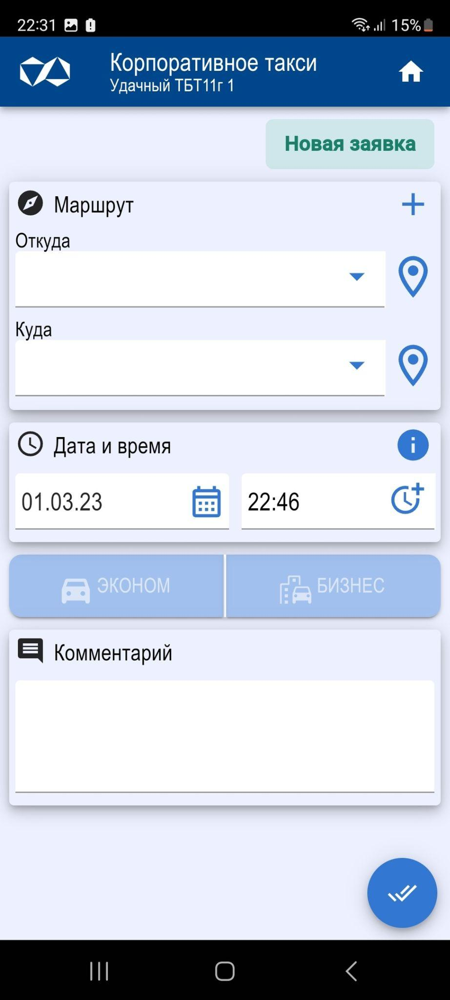 22:31 15%
Корпоративное такси
Удачный ТБТ11г 1
Новая заявка
Маршрут
Откуда
Куда
Дата и время
01.03.23 22:46
ЭКОНОМ БИЗНЕС
Комментарий